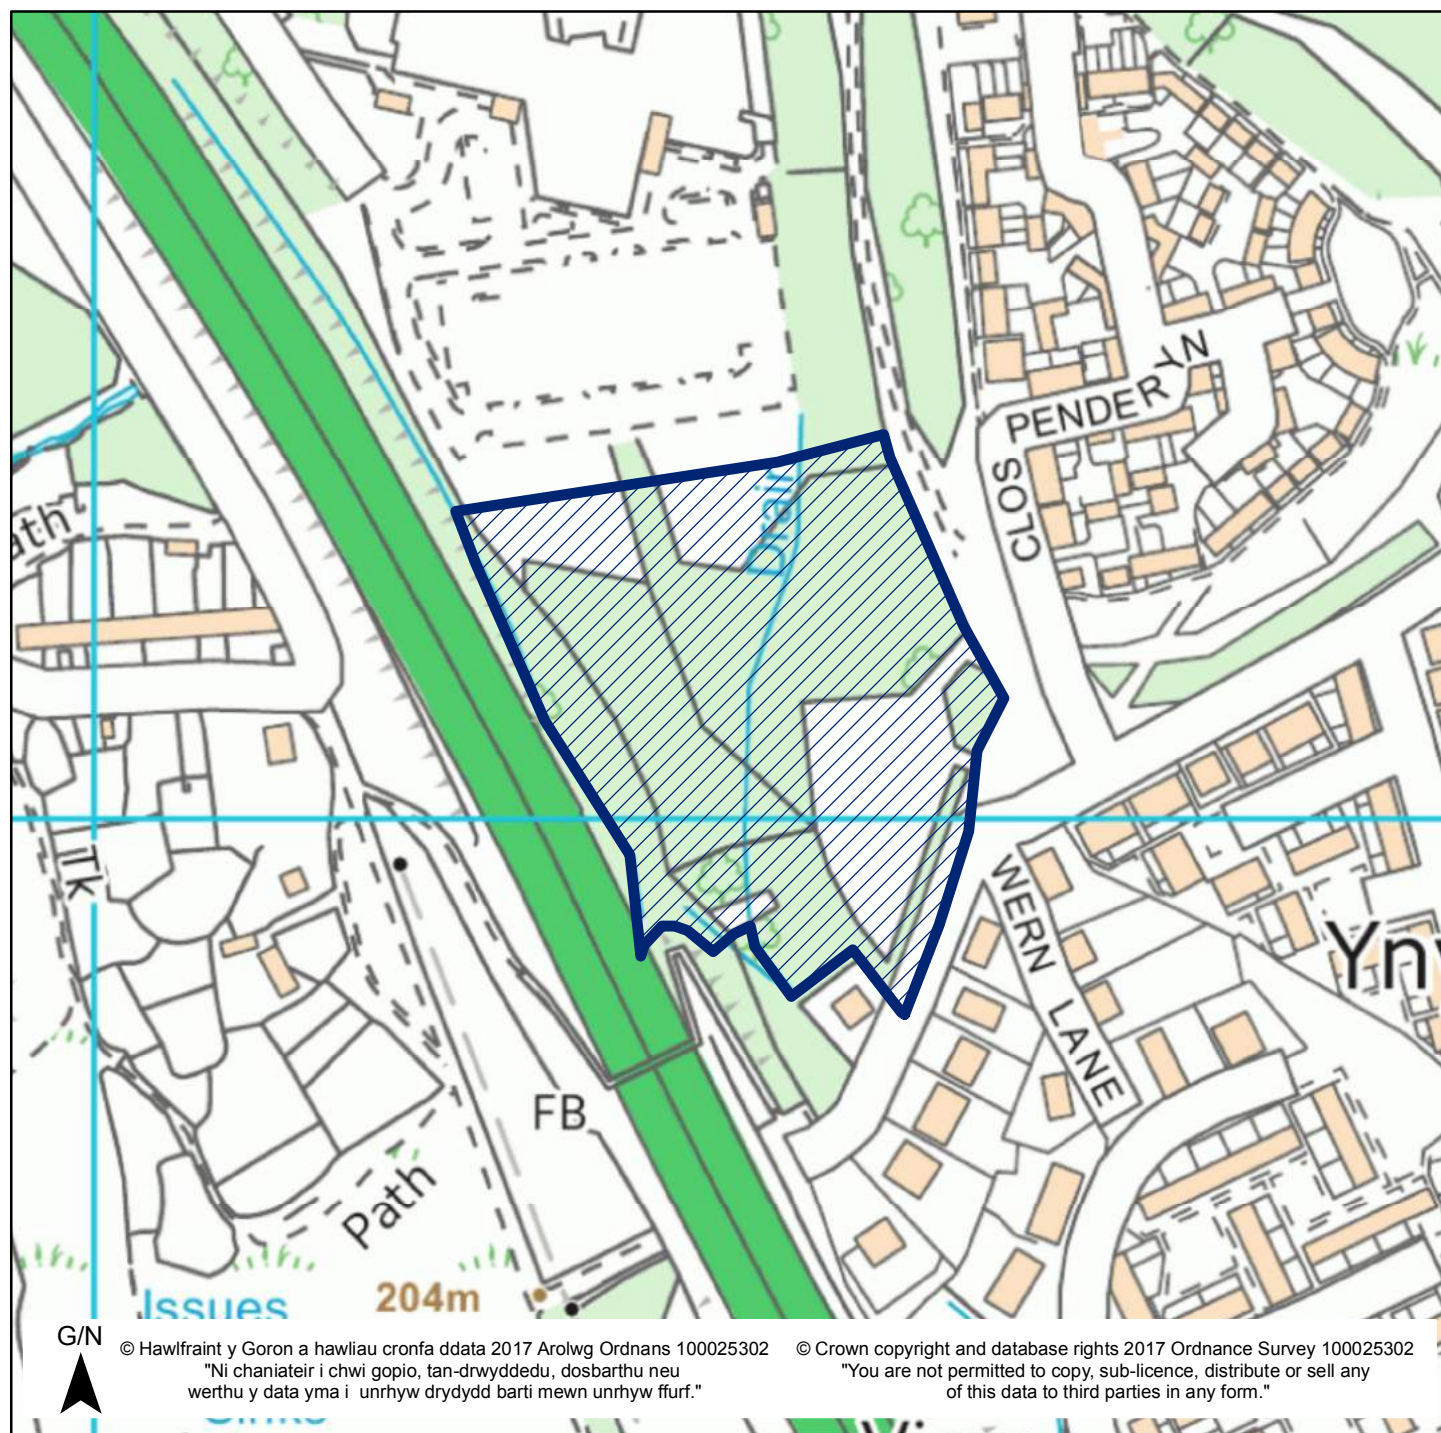 Drain
PENDERYN
CLOS
Tk
WERN LANE
FB
Path
204m
Issues
G/N
© Hawlfraint y Goron a hawliau cronfa ddata 2017 Arolwg Ordnans 100025302
"Ni chaniateir i chwi gopio, tan-drwyddedu, dosbarthu neu
werthu y data yma i unrhyw drydydd barti mewn unrhyw ffurf."
© Crown copyright and database rights 2017 Ordnance Survey 100025302
"You are not permitted to copy, sub-licence, distribute or sell any
of this data to third parties in any form."